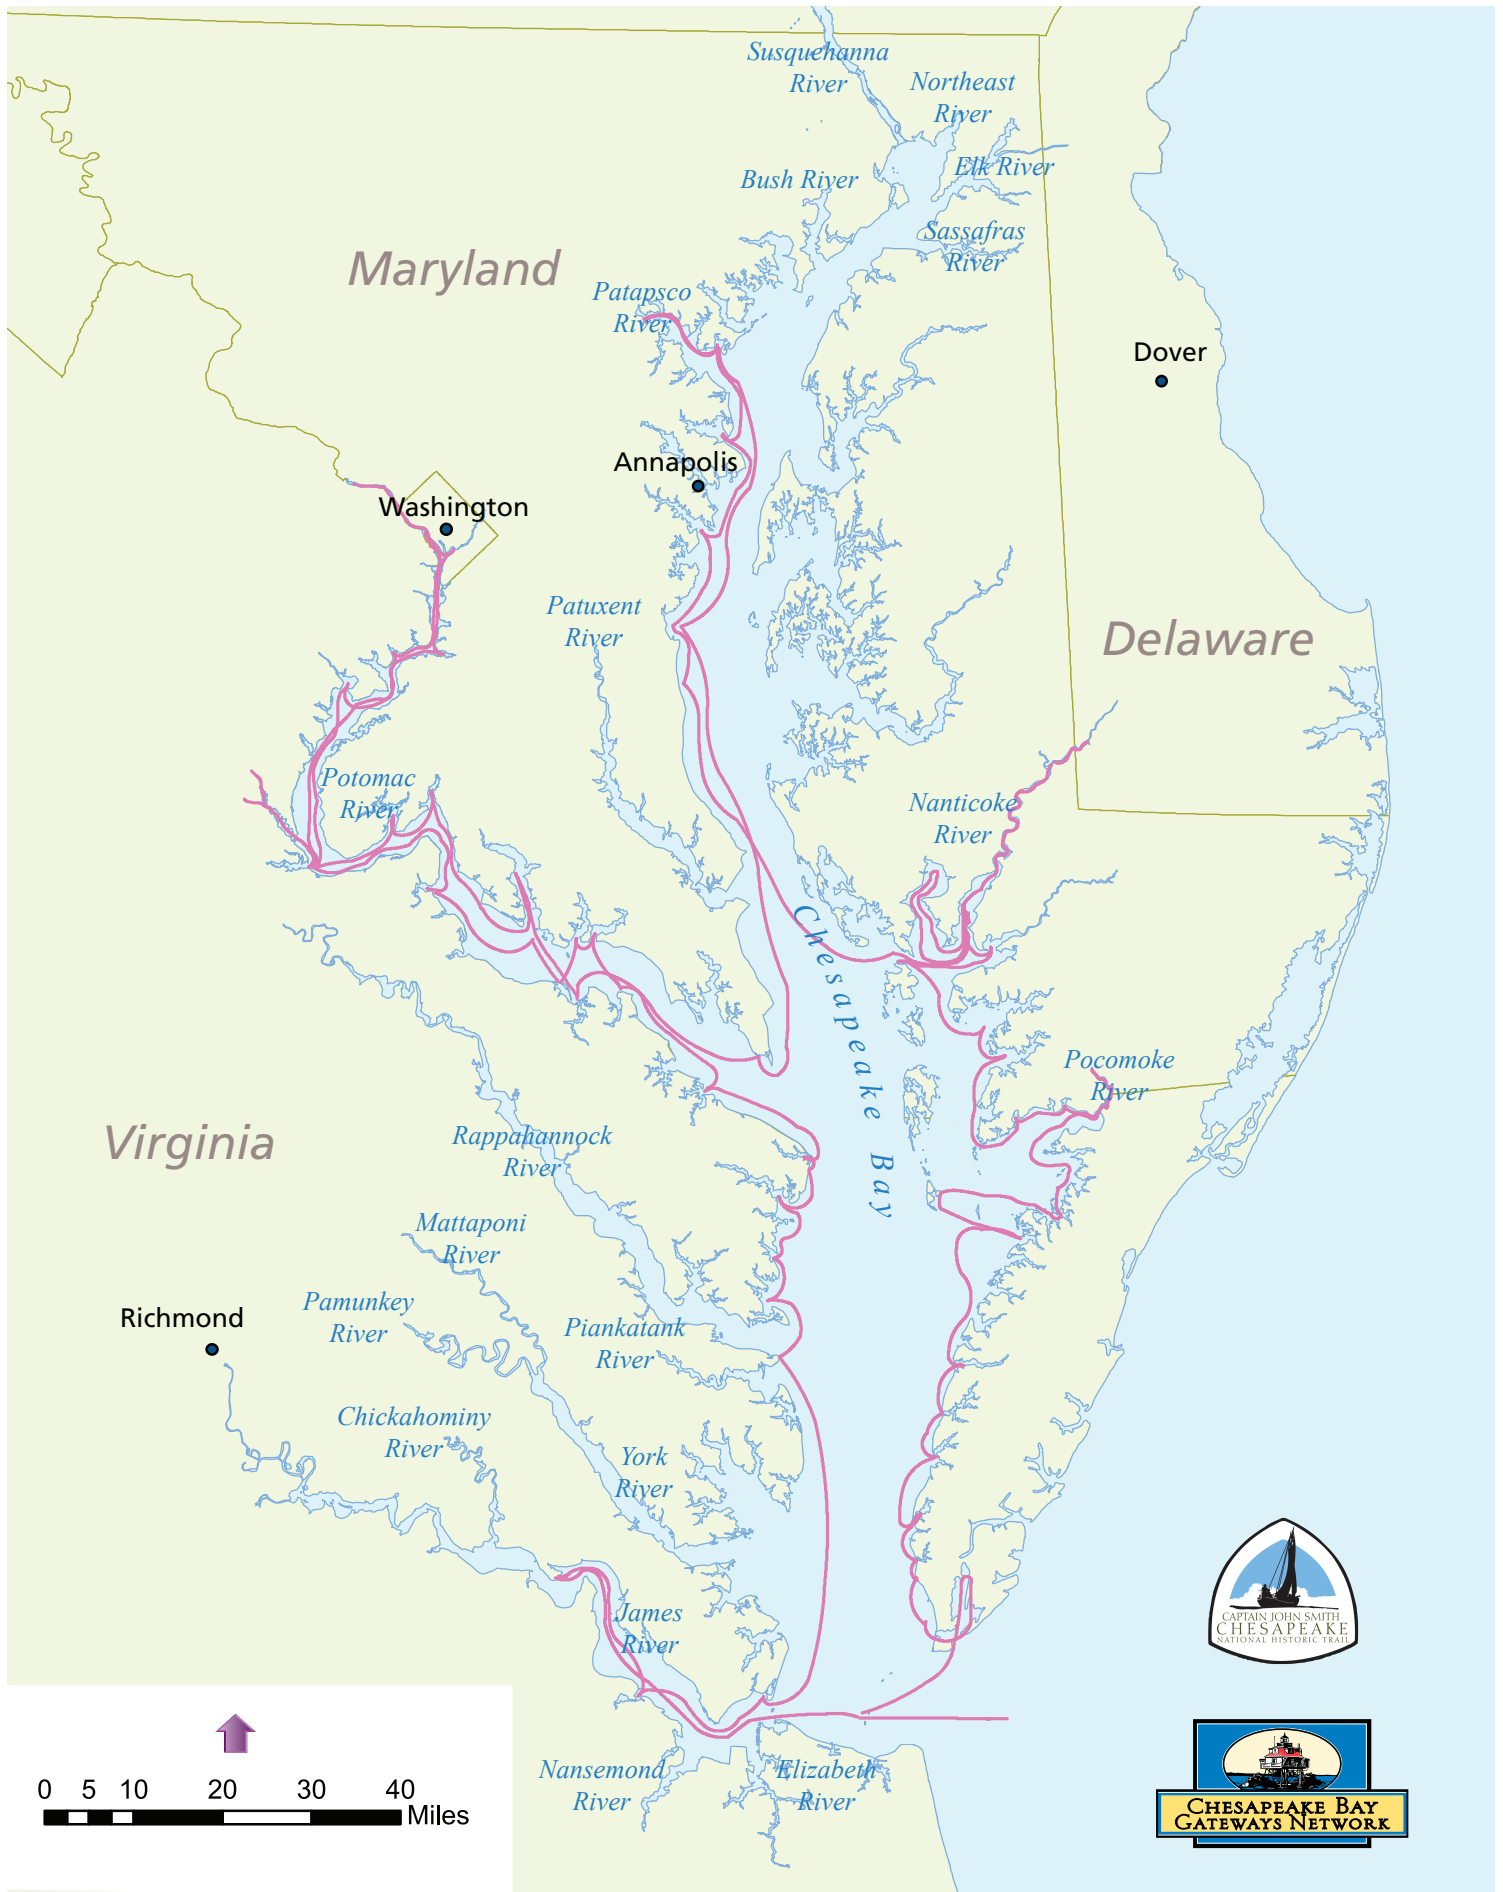 Susquehanna
River
Northeast
River
Elk River
Bush River
Sassafras
River
Maryland
Patapsco
River
Dover
Annapolis
Washington
Patuxent
River
Delaware
Potomac
River
Nanticoke
River
Chesapeake Bay
Pocomoke
River
Virginia
Rappahannock
River
Mattaponi
River
Pamunkey
River
Richmond
Piankatank
River
Chickahominy
River
York
River
James
River
CAPTAIN JOHN SMITH
CHESAPEAKE
NATIONAL HISTORIC TRAIL
Nansemond
River
Elizabeth
River
0 5 10 20 30 40
Miles
CHESAPEAKE BAY
GATEWAYS NETWORK